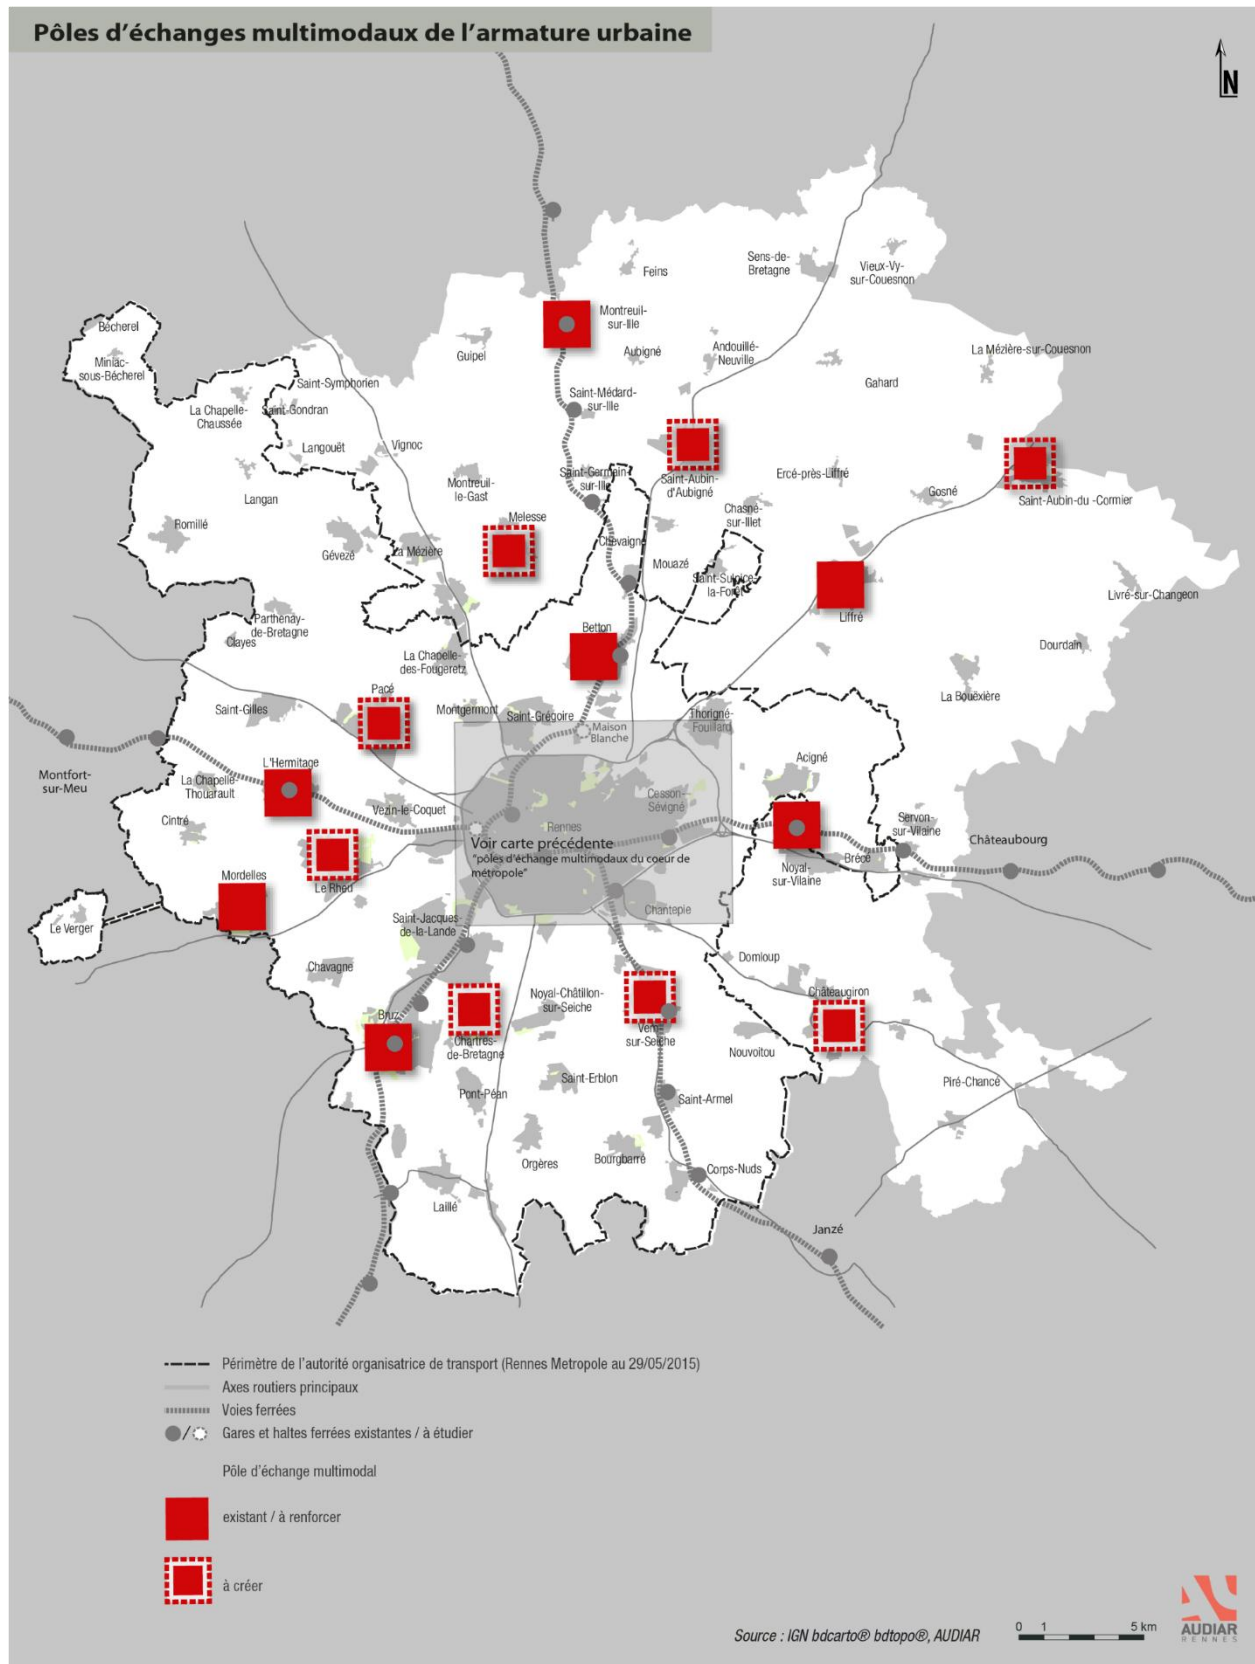 Pôles d'échanges multimodaux de l'armature urbaine
N
Feins
Sens-de-
Bretagne
Vieux-Vy-
sur-Couesnon
Bécherel
Miniac-
sous-Bécherel
Montreuil-
sur-Ille
Guipel
Aubigné
Andouillé-
Neuville
La Mézière-sur-Couesnon
Gahard
Saint-Symphorien
La Chapelle-
Chaussée
Saint-Gondran
Saint-Médard-
sur-Ille
Langouët
Vignoc
Langan
Montreuil-
le-Gast
Saint-Germain-
sur-Ille
Saint-Aubin-
d'Aubigné
Ercé-près-Liffré
Gosné
Saint-Aubin-du -Cormier
Chasné-
sur-Illet
Romillé
Gévezé
La Mézière
Melesse
Chevaigné
Mouazé
Saint-Sulpice-
la-Forêt
Liffré
Livré-sur-Changeon
Parthenay-
de-Bretagne
Clayes
Betton
La Chapelle-
des-Fougeretz
Dourdain
La Bouëxière
Pacé
Saint-Gilles
Montgermont
Saint-Grégoire
Maison
Blanche
Thorigné-
Fouillard
Montfort-
sur-Meu
L'Hermitage
La Chapelle-
Thouarault
Cintré
Vezin-le-Coquet
Acigné
Cesson-
Sévigné
Rennes
Servon-
sur-Vilaine
Châteaubourg
Voir carte précédente
"pôles d'échange multimodaux du coeur de
métropole"
Noyal-
sur-Vilaine
Brécé
Le Rheu
Mordelles
Le Verger
Saint-Jacques-
de-la-Lande
Chantepie
Chavagne
Domloup
Châteaugiron
Noyal-Châtillon-
sur-Seiche
Bruz
Chartres-
de-Bretagne
Vern-
sur-Seiche
Nouvoitou
Piré-Chancé
Pont-Péan
Saint-Erblon
Saint-Armel
Orgères
Bourgbarré
Corps-Nuds
Laillé
Janzé
Périmètre de l'autorité organisatrice de transport (Rennes Metropole au 29/05/2015)
Axes routiers principaux
Voies ferrées
/ Gares et haltes ferrées existantes / à étudier
Pôle d'échange multimodal
existant / à renforcer
à créer
Source : IGN bdcarto® bdtopo®, AUDIAR
0 1 5 km
AUDIAR
RENNES